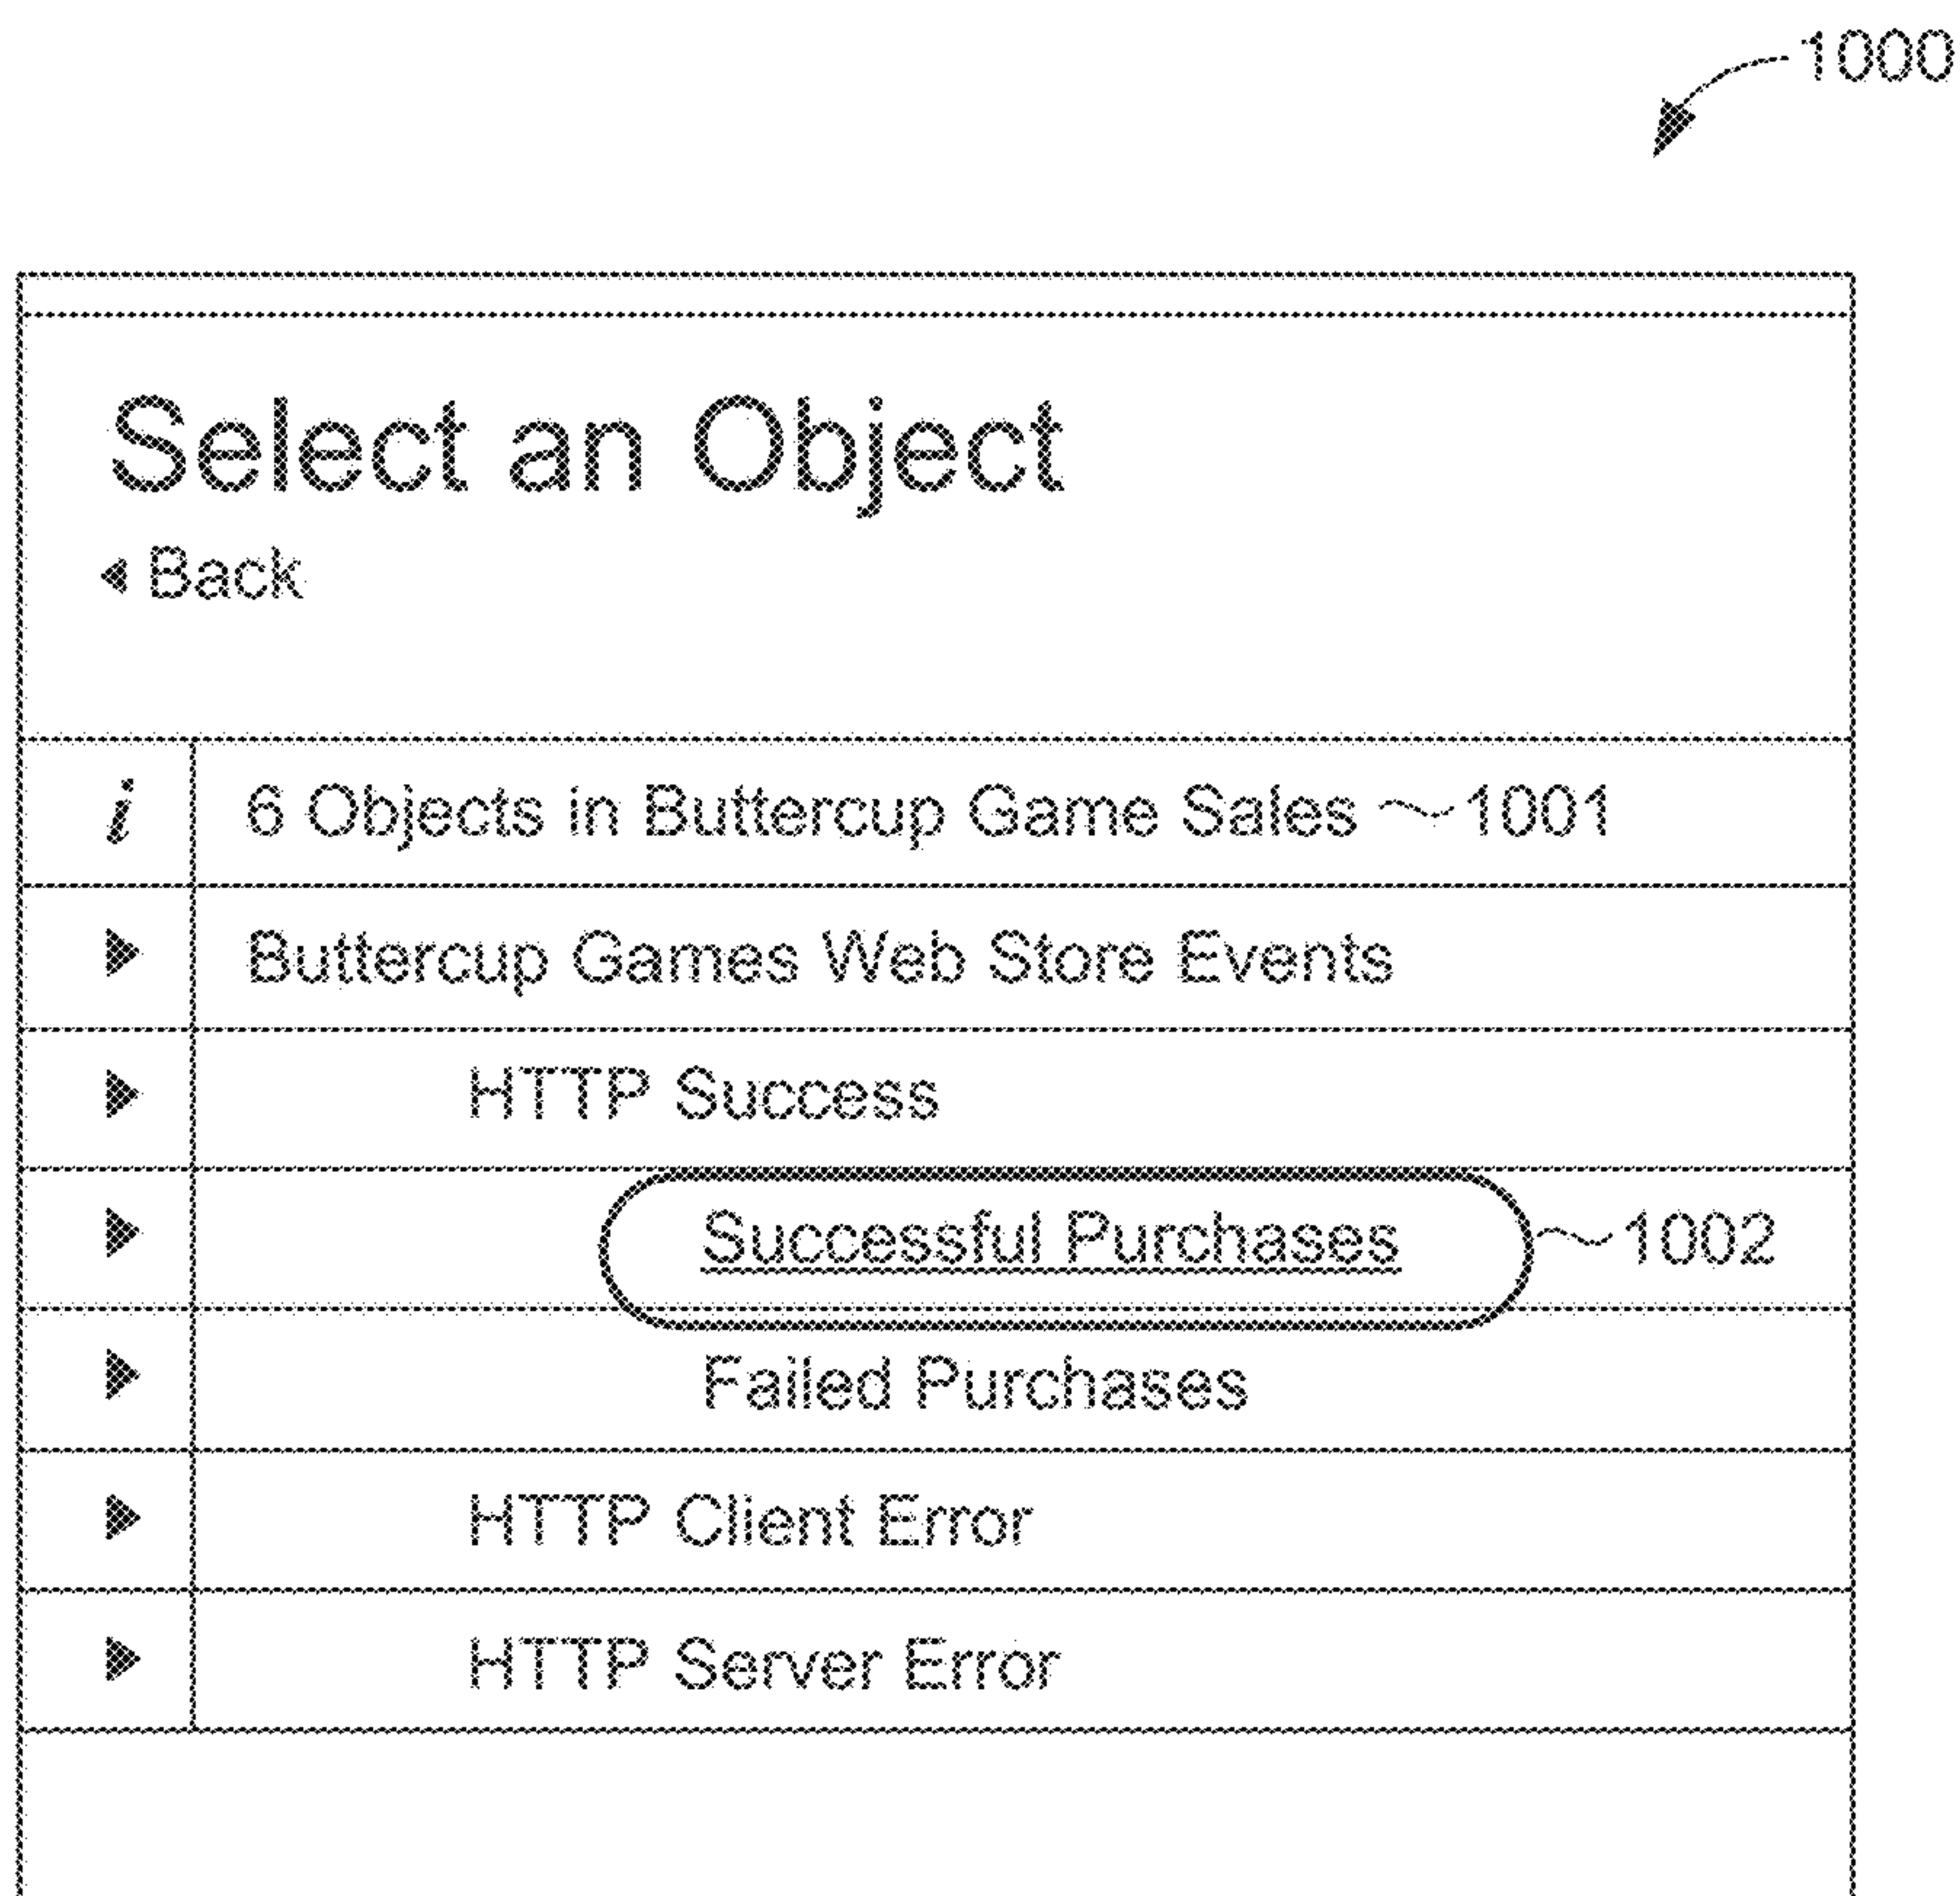 1000
Select an Object
Back
i 6 Objects in Buttercup Game Sales 1001
Buttercup Games Web Store Events
HTTP Success
Successful Purchases 1002
Failed Purchases
HTTP Client Error
HTTP Server Error